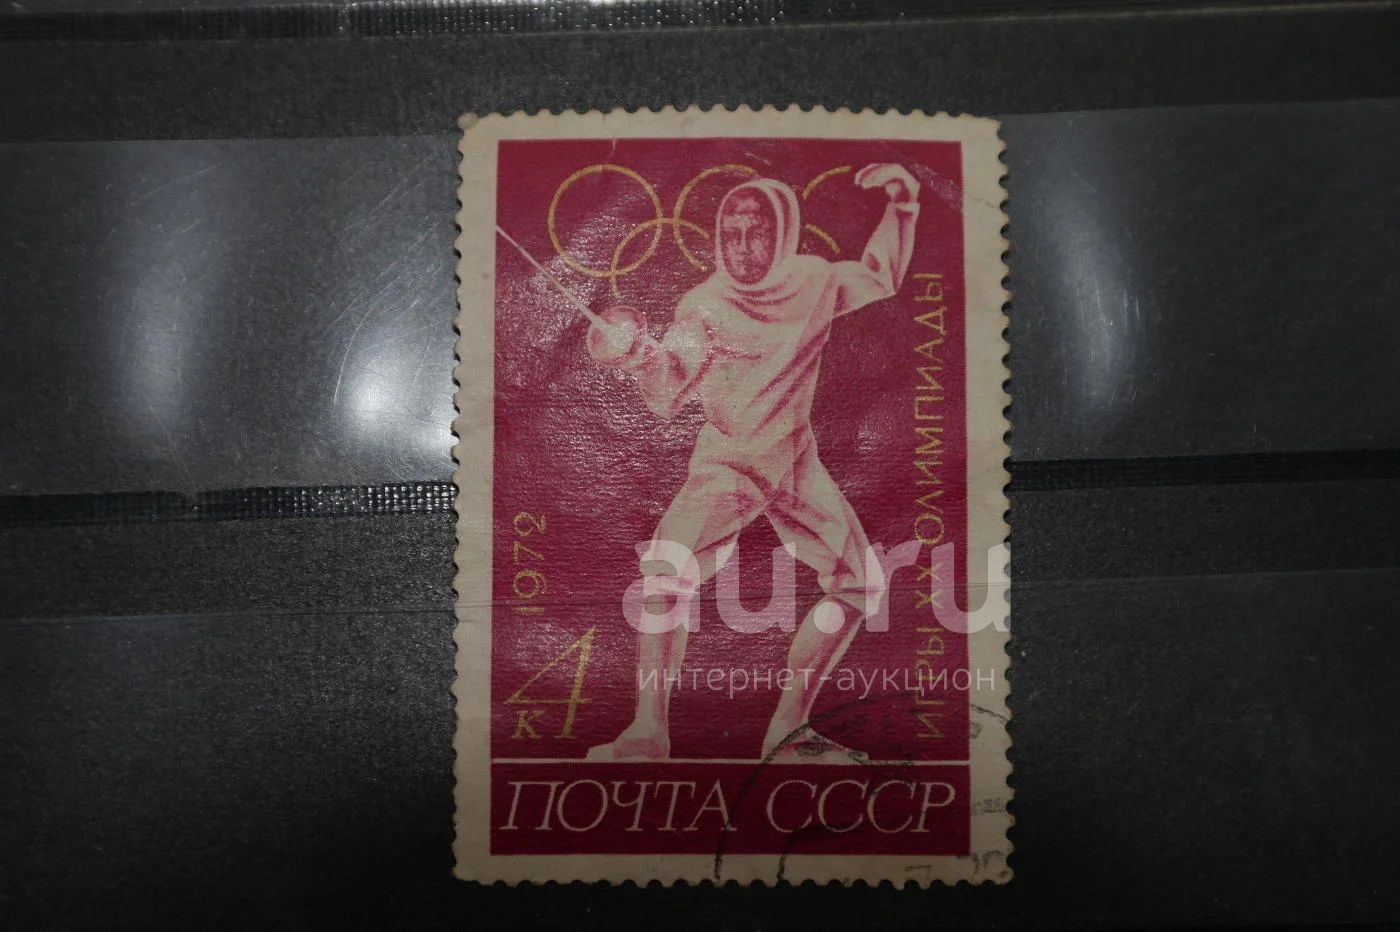 1972
4
К
ИГРЫ XX ОЛИМПИАДЫ
ПОЧТА СССР
au.ru
интернет-аукцион